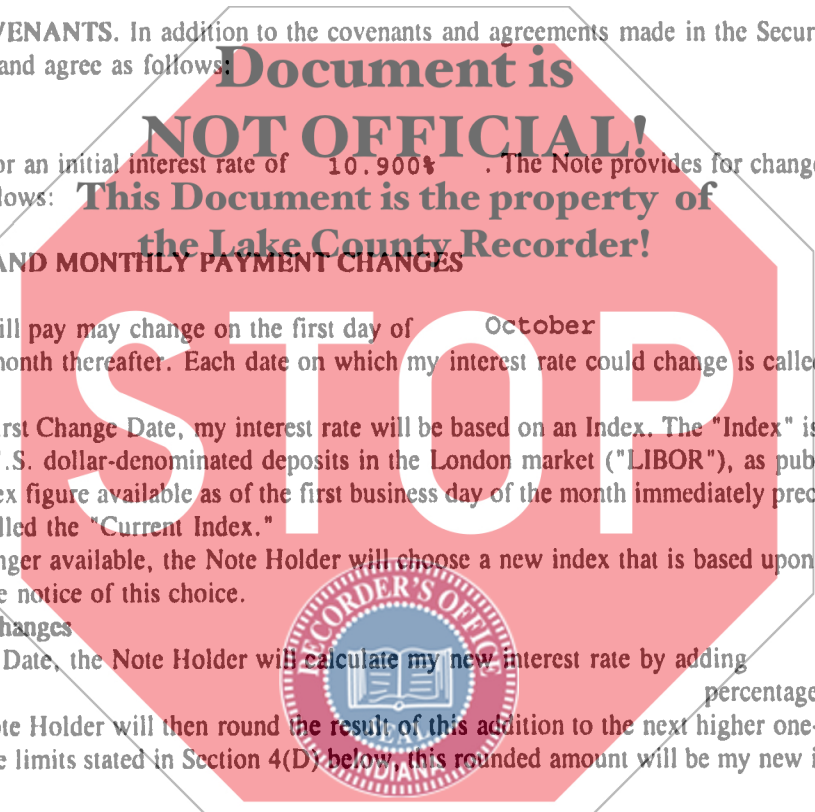 VENANTS. In addition to the covenants and agreements made in the Secur
and agree as follows:
Document is
NOT OFFICIAL!
or an initial interest rate of 10.900% . The Note provides for change
lows:
This Document is the property of
the Lake County Recorder!
AND MONTHLY PAYMENT CHANGES
ill pay may change on the first day of October
month thereafter. Each date on which my interest rate could change is called
STOP
irst Change Date, my interest rate will be based on an Index. The "Index" is
.S. dollar-denominated deposits in the London market ("LIBOR"), as pub
ex figure available as of the first business day of the month immediately prec
lled the "Current Index."
nger available, the Note Holder will choose a new index that is based upon
e notice of this choice.
RECORDER'S OFFICE
hanges
Date, the Note Holder will calculate my new interest rate by adding
percentage
ote Holder will then round the result of this addition to the next higher one-
e limits stated in Section 4(D) below, this rounded amount will be my new i
INDIANA